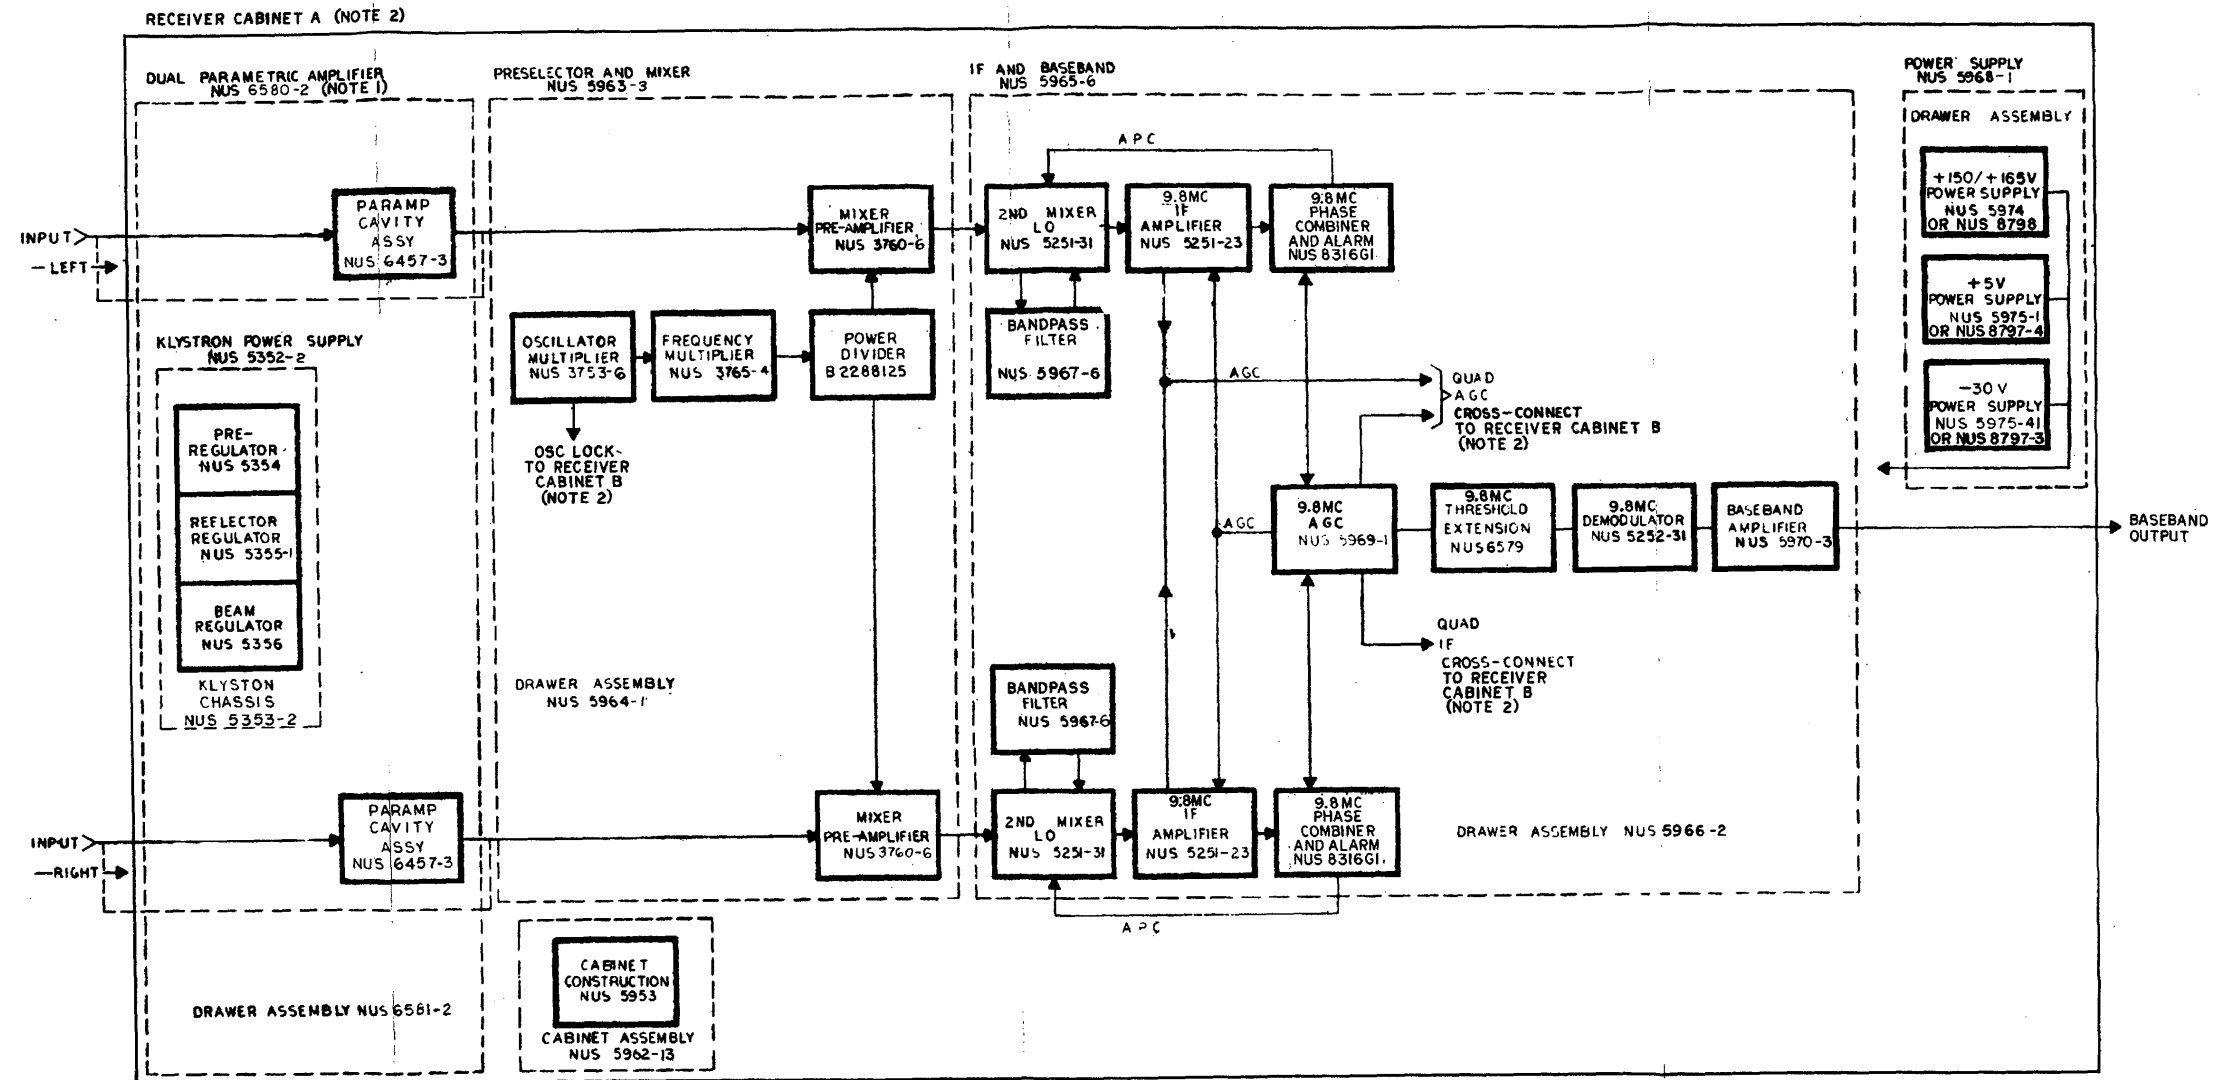 RECEIVER CABINET A (NOTE 2)
DUAL PARAMETRIC AMPLIFIER
NUS 6580-2 (NOTE 1)
PRESELECTOR AND MIXER
NUS 5963-3
IF AND BASEBAND
NUS 5965-6
POWER SUPPLY
NUS 5968-1
DRAWER ASSEMBLY
+150/+165V
POWER SUPPLY
NUS 5974
OR NUS 8798
+5V
POWER SUPPLY
NUS 5975-1
OR NUS 8797-4
-30 V
POWER SUPPLY
NUS 5975-41
OR NUS 8797-3
INPUT
-LEFT
PARAMP
CAVITY
ASSY
NUS 6457-3
MIXER
PRE-AMPLIFIER
NUS 3760-6
APC
2ND MIXER
LO
NUS 5251-31
9.8MC
IF
AMPLIFIER
NUS 5251-23
9.8MC
PHASE
COMBINER
AND ALARM
NUS 8316G1
KLYSTRON POWER SUPPLY
NUS 5352-2
PRE-
REGULATOR
NUS 5354
REFLECTOR
REGULATOR
NUS 5355-1
BEAM
REGULATOR
NUS 5356
KLYSTON
CHASSIS
NUS 5353-2
OSCILLATOR
MULTIPLIER
NUS 3753-6
FREQUENCY
MULTIPLIER
NUS 3765-4
POWER
DIVIDER
B 2288125
OSC LOCK
TO RECEIVER
CABINET B
(NOTE 2)
BANDPASS
FILTER
NUS 5967-6
AGC
QUAD
AGC
CROSS-CONNECT
TO RECEIVER CABINET B
(NOTE 2)
AGC
9.8MC
AGC
NUS 5969-1
9.8MC
THRESHOLD
EXTENSION
NUS 6579
9.8MC
DEMODULATOR
NUS 5252-31
BASEBAND
AMPLIFIER
NUS 5970-3
BASEBAND
OUTPUT
QUAD
IF
CROSS-CONNECT
TO RECEIVER
CABINET B
(NOTE 2)
DRAWER ASSEMBLY
NUS 5964-1
BANDPASS
FILTER
NUS 5967-6
INPUT
-RIGHT
PARAMP
CAVITY
ASSY
NUS 6457-3
MIXER
PRE-AMPLIFIER
NUS 3760-6
2ND MIXER
LO
NUS 5251-31
9.8MC
IF
AMPLIFIER
NUS 5251-23
9.8MC
PHASE
COMBINER
AND ALARM
NUS 8316G1
DRAWER ASSEMBLY NUS 5966-2
APC
CABINET
CONSTRUCTION
NUS 5953
CABINET ASSEMBLY
NUS 5962-13
DRAWER ASSEMBLY NUS 6581-2